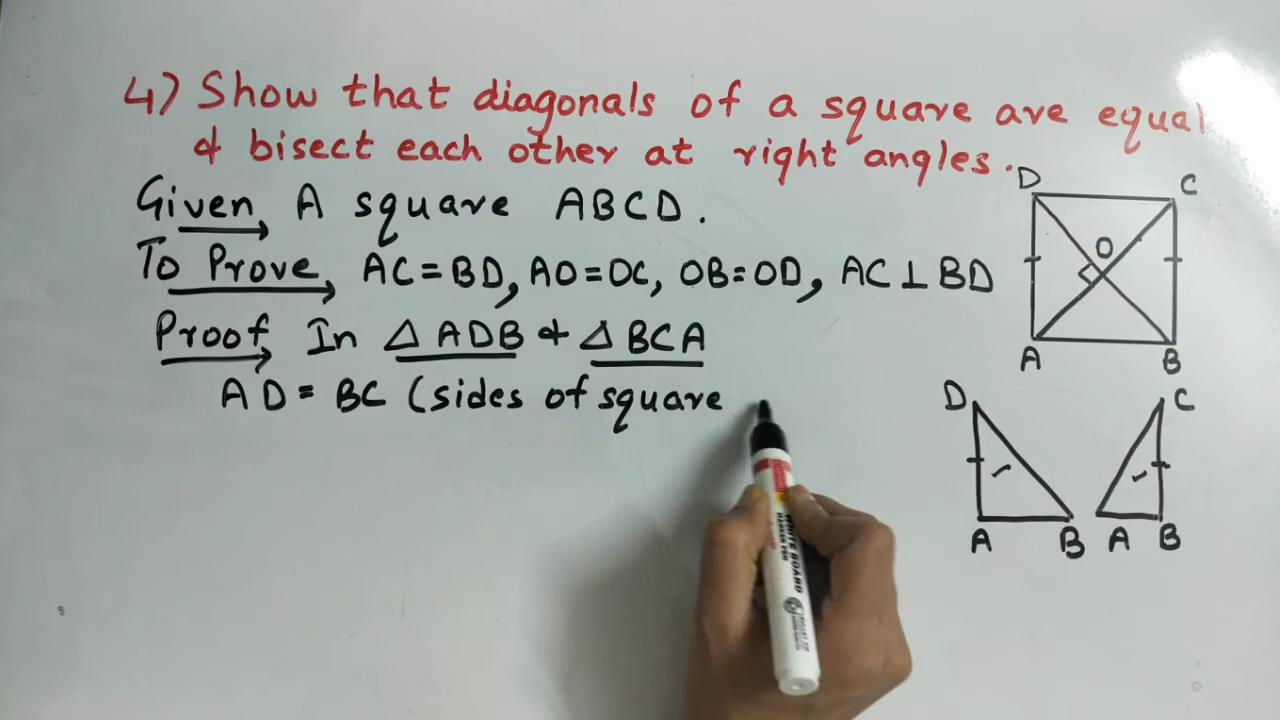 4) Show that diagonals of a square are equal
& bisect each other at right angles.
Given, A square ABCD.
To Prove, AC=BD, AO=OC, OB=OD, AC⊥BD
Proof, In △ADB & △BCA
AD = BC (sides of square
D C
O
A B
D C
A B A B
WHITE BOARD
MARKER PEN